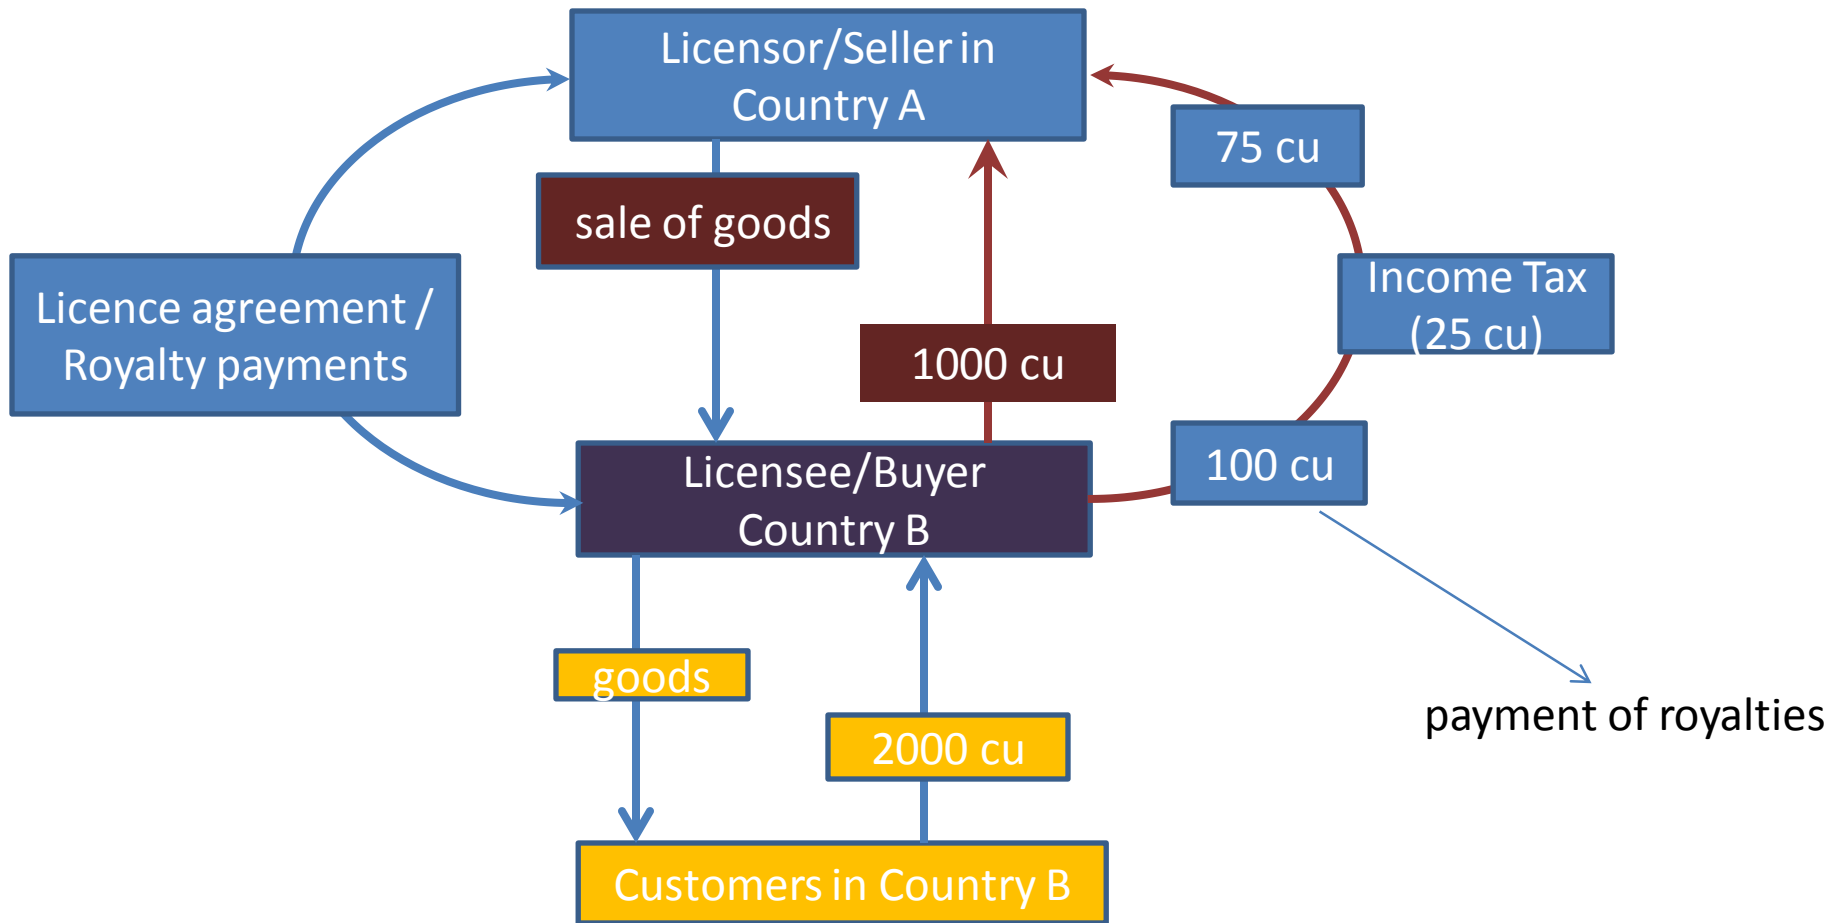 Licensor/Seller in
Country A
75 cu
sale of goods
Licence agreement /
Royalty payments
Income Tax
(25 cu)
1000 cu
Licensee/Buyer
Country B
100 cu
goods
payment of royalties
2000 cu
Customers in Country B